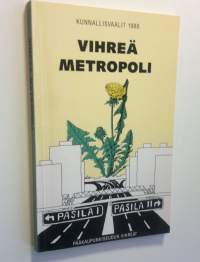 KUNNALLISVAALIT 1988
VIHREÄ
METROPOLI
PASILA I
PASILA II
PÄÄKAUPUNKISEUDUN VIHREÄT